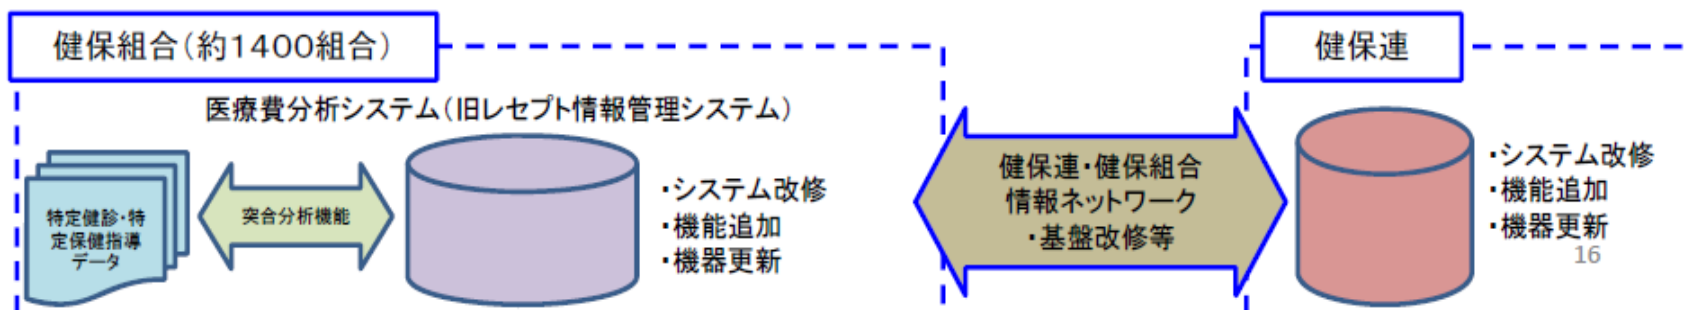 健保組合(約1400組合)
健保連
医療費分析システム(旧レセプト情報管理システム)
特定健診・特
定保健指導
データ
突合分析機能
・システム改修
・機能追加
・機器更新
健保連・健保組合
情報ネットワーク
・基盤改修等
・システム改修
・機能追加
・機器更新
16